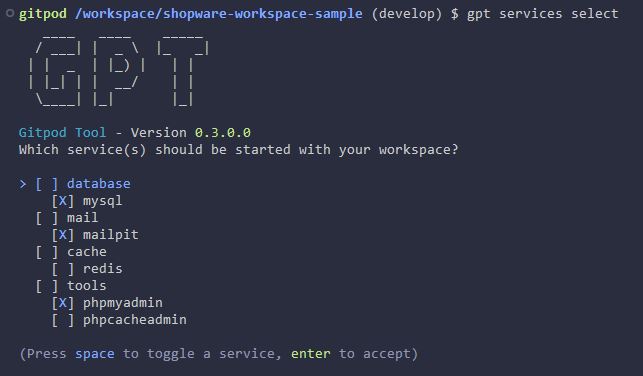 gitpod /workspace/shopware-workspace-sample (develop) $ gpt services select
GPT
Gitpod Tool - Version 0.3.0.0
Which service(s) should be started with your workspace?
> [ ] database
[X] mysql
[ ] mail
[X] mailpit
[ ] cache
[ ] redis
[ ] tools
[X] phpmyadmin
[ ] phpcacheadmin
(Press space to toggle a service, enter to accept)